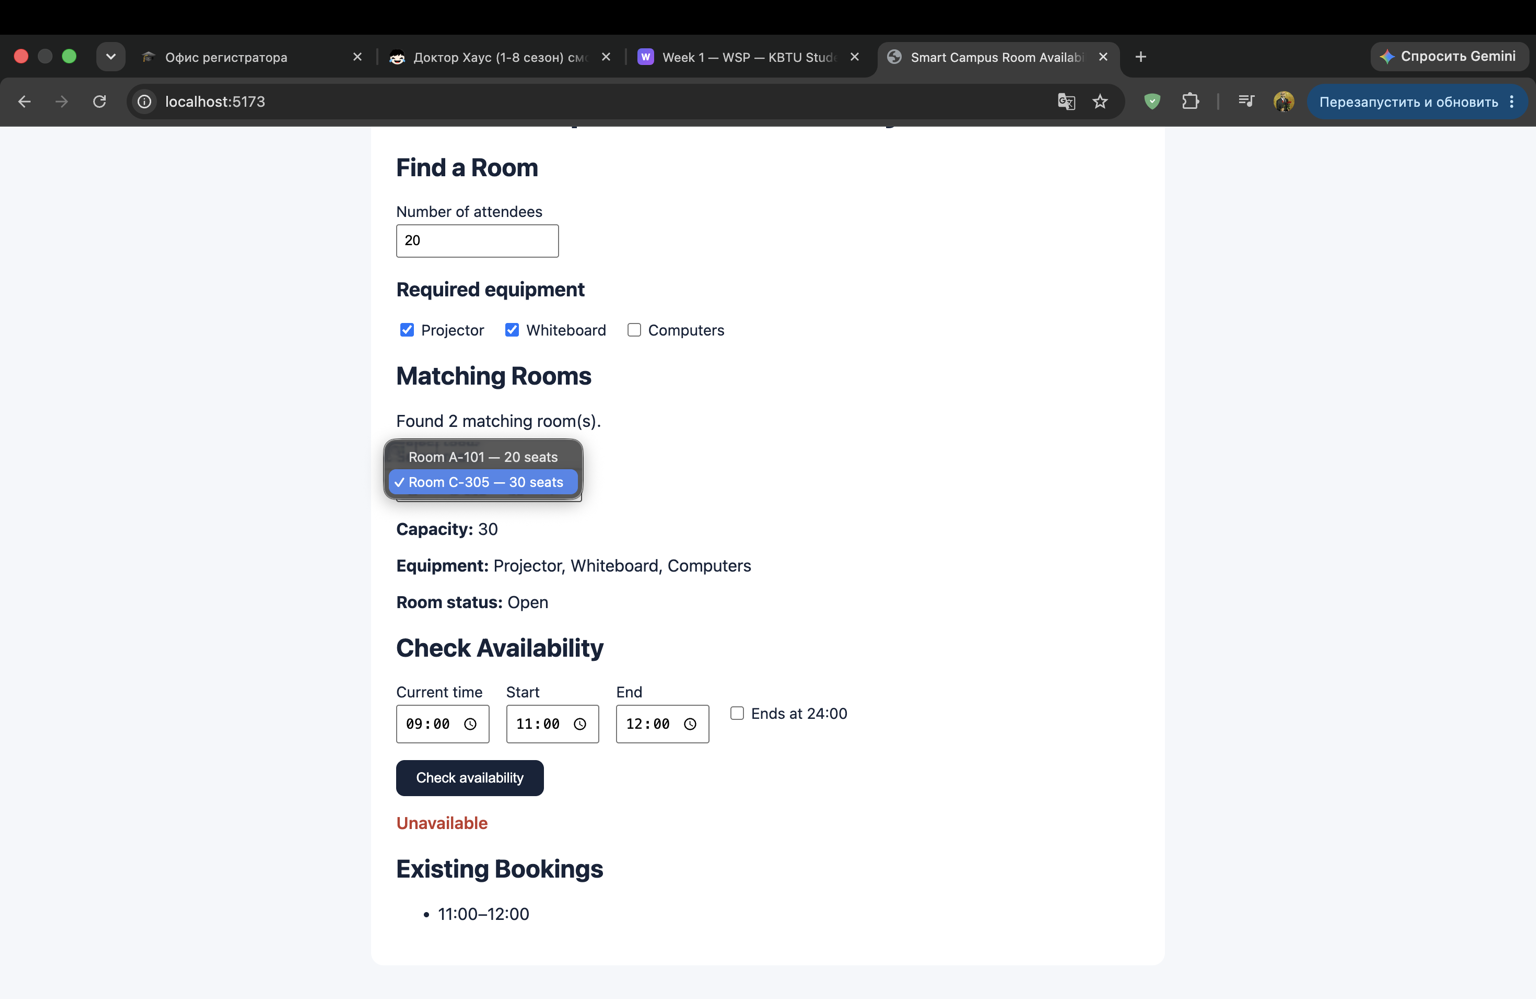 Офис регистратора
Доктор Хаус (1-8 сезон) смо
Week 1 — WSP — KBTU Stud
Smart Campus Room Availab
Спросить Gemini
localhost:5173
Перезапустить и обновить
Find a Room
Number of attendees
20
Required equipment
Projector Whiteboard Computers
Matching Rooms
Found 2 matching room(s).
Room A-101 — 20 seats
✓ Room C-305 — 30 seats
Capacity: 30
Equipment: Projector, Whiteboard, Computers
Room status: Open
Check Availability
Current time Start End
09:00 11:00 12:00 Ends at 24:00
Check availability
Unavailable
Existing Bookings
• 11:00–12:00